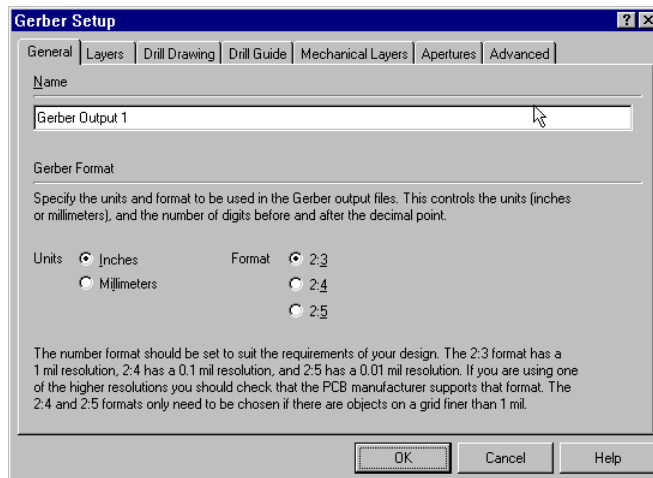 Gerber Setup
General Layers Drill Drawing Drill Guide Mechanical Layers Apertures Advanced
Name
Gerber Output 1
Gerber Format
Specify the units and format to be used in the Gerber output files. This controls the units (inches
or millimeters), and the number of digits before and after the decimal point.
Units Inches Format 2:3
Millimeters 2:4
2:5
The number format should be set to suit the requirements of your design. The 2:3 format has a
1 mil resolution, 2:4 has a 0.1 mil resolution, and 2:5 has a 0.01 mil resolution. If you are using one
of the higher resolutions you should check that the PCB manufacturer supports that format. The
2:4 and 2:5 formats only need to be chosen if there are objects on a grid finer than 1 mil.
OK Cancel Help